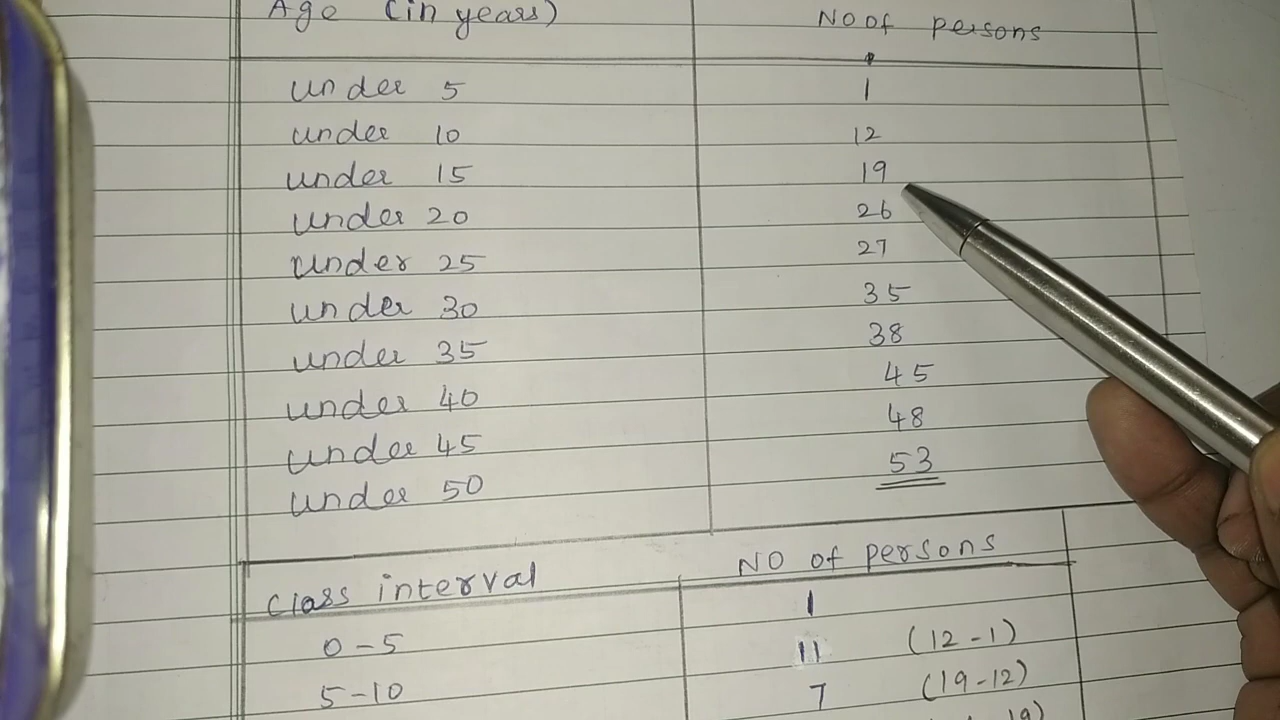 Age (in years) No of persons
under 5 1
under 10 12
under 15 19
under 20 26
under 25 27
under 30 35
under 35 38
under 40 45
under 45 48
under 50 53
Class interval NO of persons
0-5 1
5-10 11 (12-1)
7 (19-12)
19)